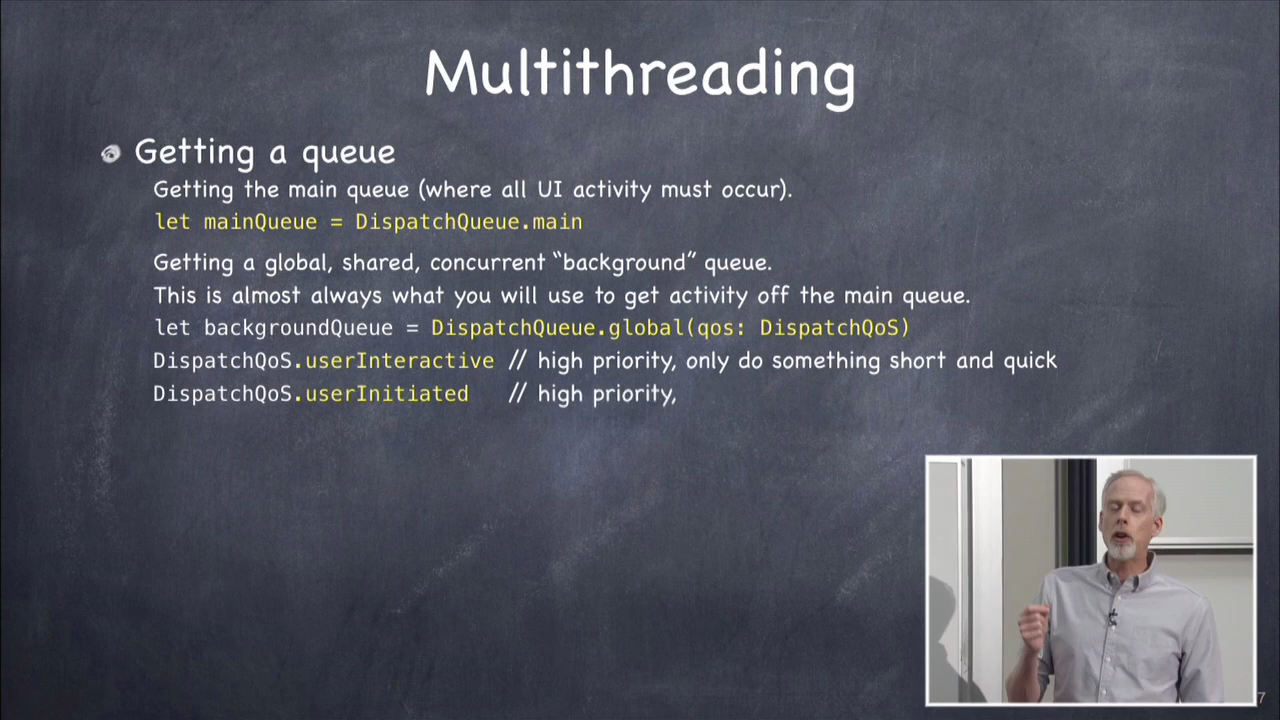 Multithreading
Getting a queue
Getting the main queue (where all UI activity must occur).
let mainQueue = DispatchQueue.main
Getting a global, shared, concurrent “background” queue.
This is almost always what you will use to get activity off the main queue.
let backgroundQueue = DispatchQueue.global(qos: DispatchQoS)
DispatchQoS.userInteractive // high priority, only do something short and quick
DispatchQoS.userInitiated // high priority,
7